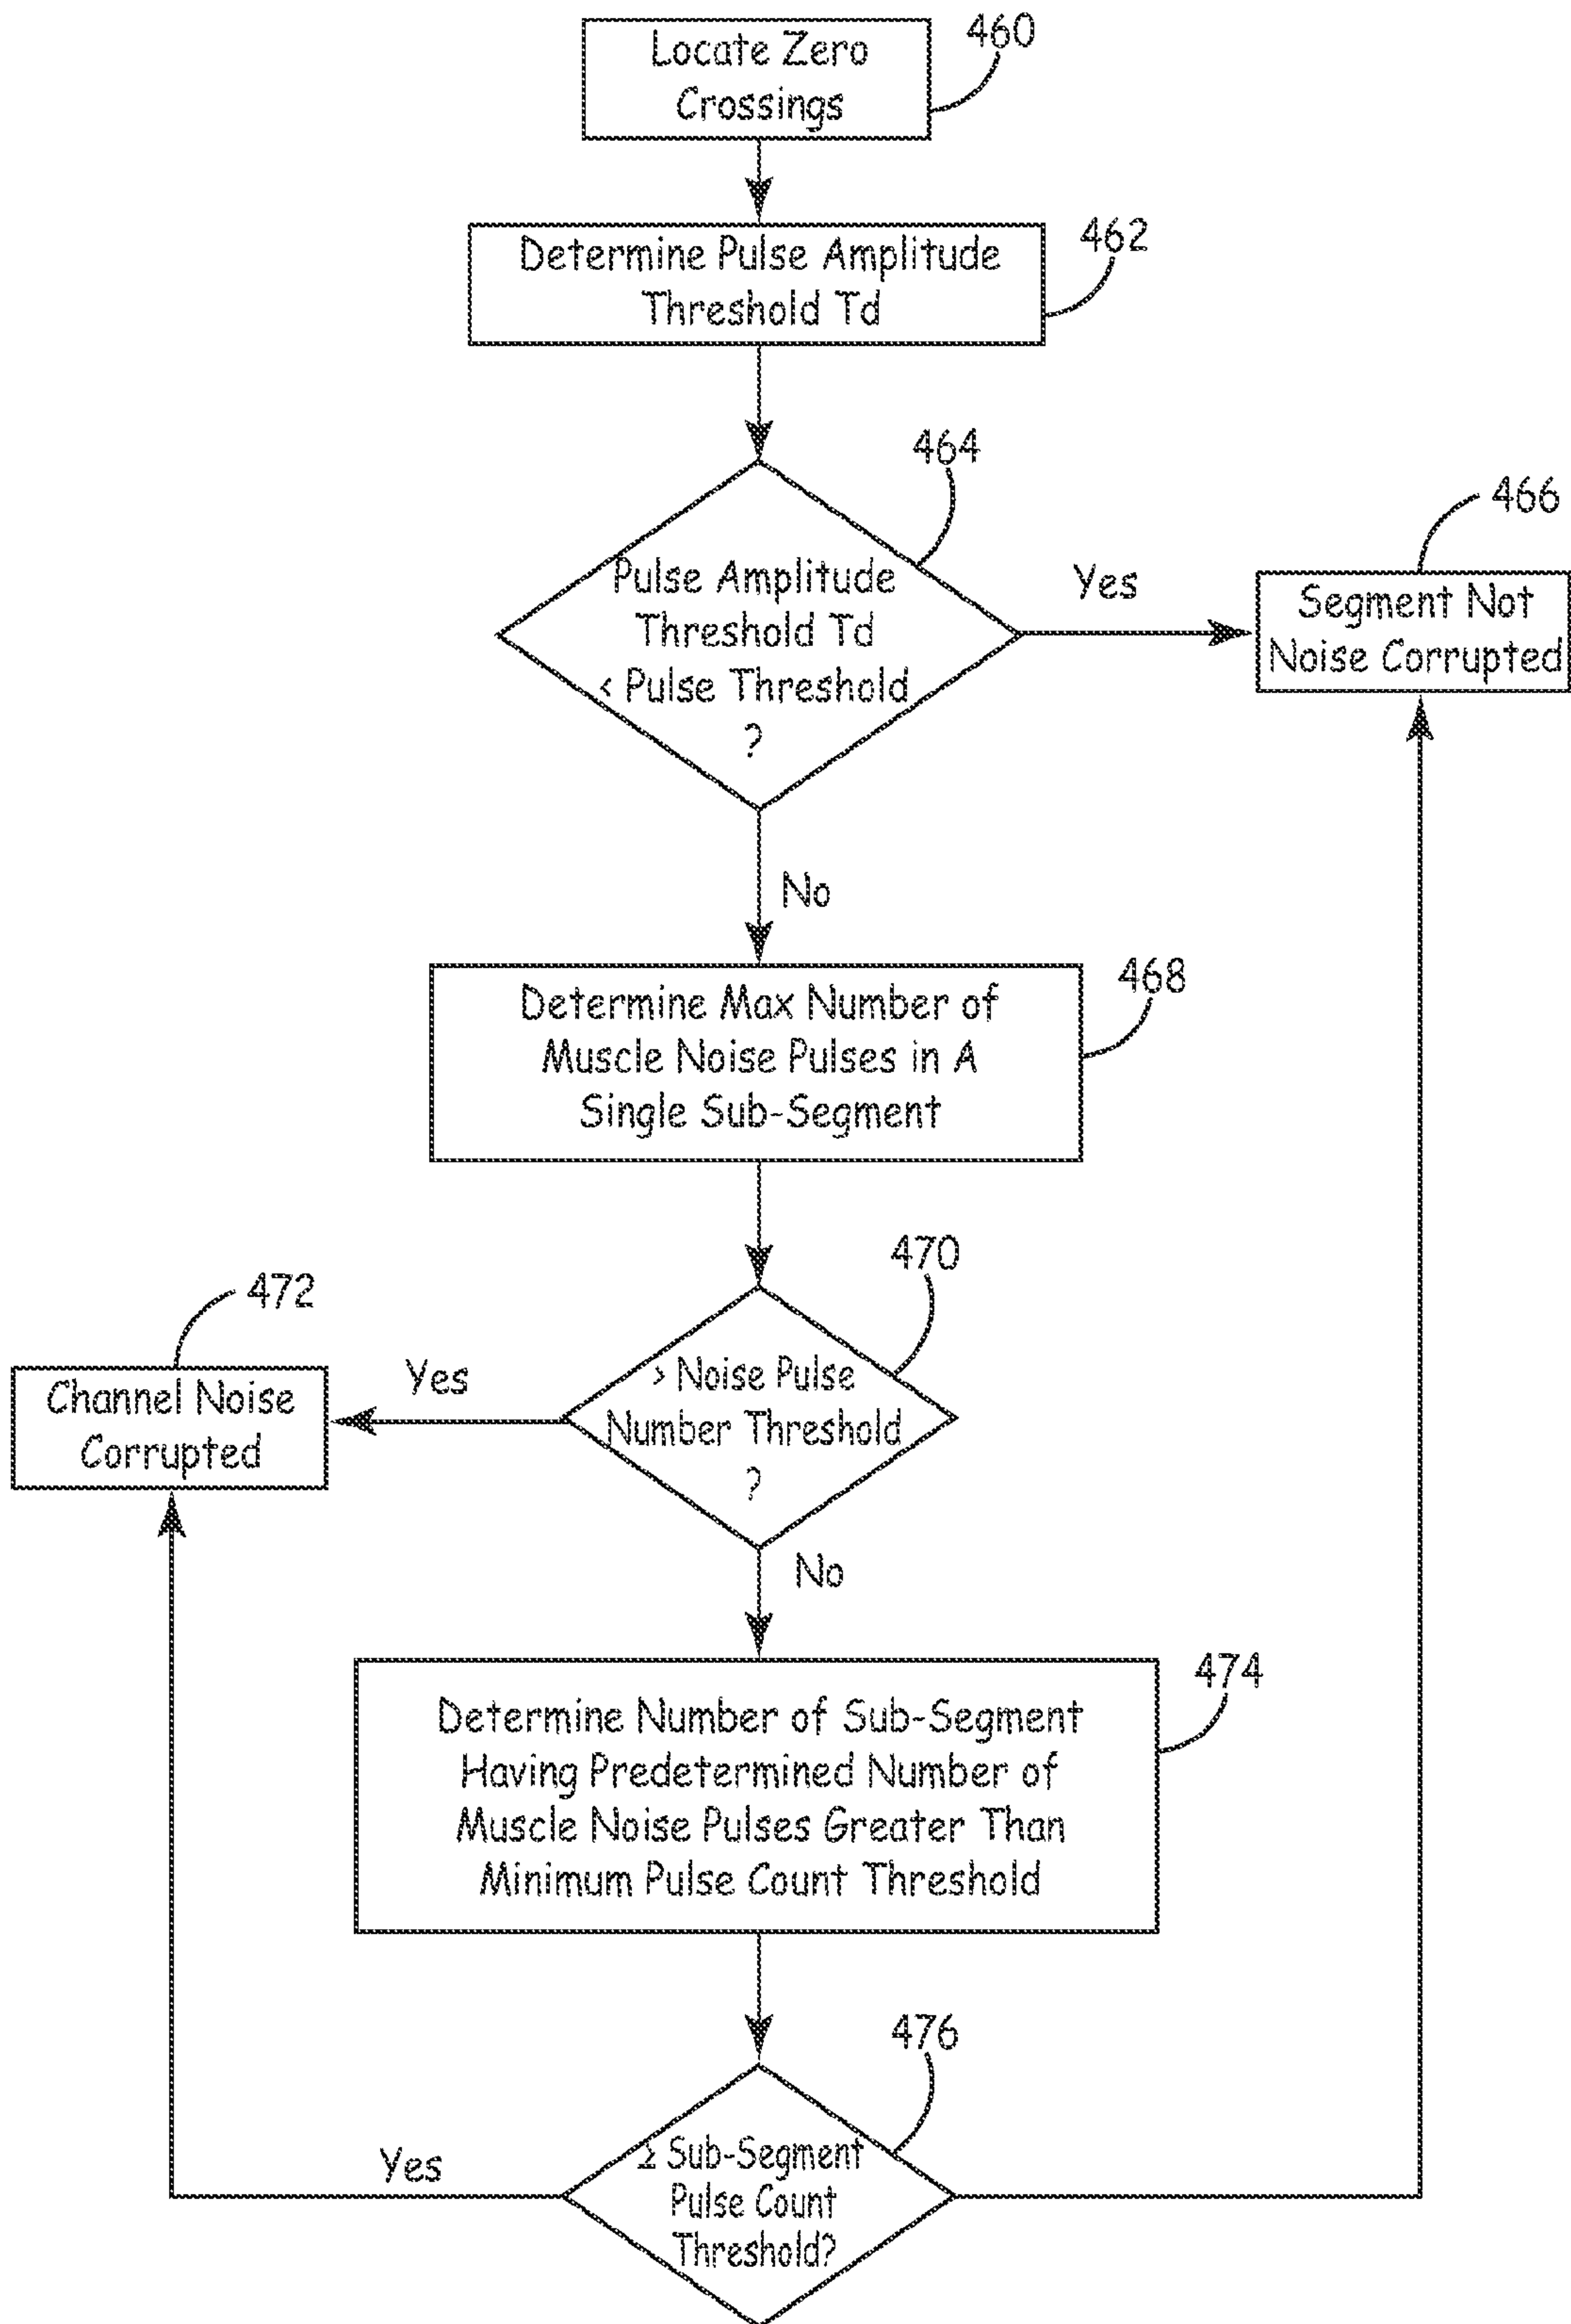 Locate Zero
Crossings
460
Determine Pulse Amplitude
Threshold Td
462
464
Pulse Amplitude
Threshold Td
< Pulse Threshold
?
Yes
466
Segment Not
Noise Corrupted
No
468
Determine Max Number of
Muscle Noise Pulses in A
Single Sub-Segment
470
472
> Noise Pulse
Number Threshold
?
Yes
Channel Noise
Corrupted
No
474
Determine Number of Sub-Segment
Having Predetermined Number of
Muscle Noise Pulses Greater Than
Minimum Pulse Count Threshold
476
≥ Sub-Segment
Pulse Count
Threshold?
Yes